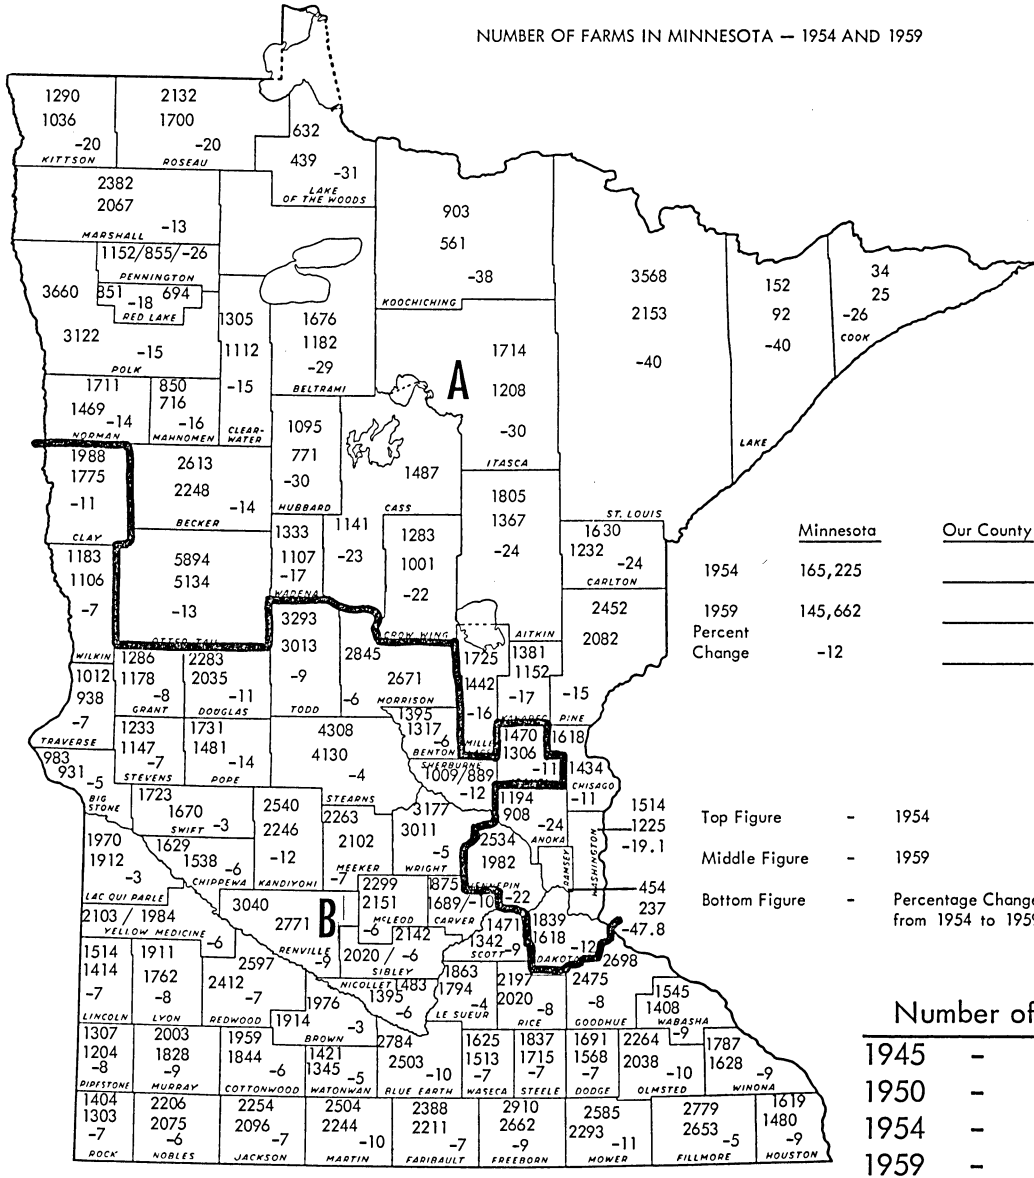 NUMBER OF FARMS IN MINNESOTA – 1954 AND 1959
1290
1036
-20
KITTSON
2132
1700
-20
ROSEAU
632
439
-31
LAKE
OF THE WOODS
2382
2067
-13
MARSHALL
1152/855/-26
PENNINGTON
851
694
-18
RED LAKE
3660
3122
-15
POLK
903
561
-38
KOOCHICHING
3568
2153
-40
ST. LOUIS
152
92
-40
LAKE
34
25
-26
COOK
1305
1112
-15
CLEAR-
WATER
1676
1182
-29
BELTRAMI
A
1714
1208
-30
ITASCA
1711
1469
-14
NORMAN
850
716
-16
MAHNOMEN
1095
771
-30
HUBBARD
1487
CASS
1141
-23
1988
1775
-11
CLAY
2613
2248
-14
BECKER
1333
1107
-17
WADENA
1283
1001
-22
CROW WING
1805
1367
-24
AITKIN
1630
1232
-24
CARLTON
1183
1106
-7
WILKIN
5894
5134
-13
OTTER TAIL
2452
2082
-15
PINE
3293
3013
-9
TODD
2845
2671
-6
MORRISON
1725
1442
-16
MILLE
1381
1152
-17
KANABEC
1012
938
-7
TRAVERSE
1286
1178
-8
GRANT
2283
2035
-11
DOUGLAS
1395
1317
-6
BENTON
1470
1306
-11
1618
1434
-11
CHISAGO
983
931
-5
BIG
STONE
1233
1147
-7
STEVENS
1731
1481
-14
POPE
4308
4130
-4
STEARNS
SHERBURNE
1009/889
-12
1194
908
-24
ANOKA
1723
1670
-3
SWIFT
2540
2246
-12
KANDIYOHI
2263
2102
-7
MEEKER
3177
3011
-5
WRIGHT
2534
1982
-22
HENNEPIN
RAMSEY
WASHINGTON
1514
1225
-19.1
454
237
-47.8
1970
1912
-3
LAC QUI PARLE
1629
1538
-6
CHIPPEWA
2103 / 1984
YELLOW MEDICINE
-6
3040
2771
RENVILLE
-9
B
2299
2151
McLEOD
-6
1875
1689/-10
CARVER
2142
2020 / -6
SIBLEY
1471
1342
-9
SCOTT
1839
1618
-12
DAKOTA
1514
1414
-7
LINCOLN
1911
1762
-8
LYON
2597
2412
-7
REDWOOD
NICOLLET
1483
1395
-6
1863
1794
-4
LE SUEUR
2197
2020
-8
RICE
2698
2475
-8
GOODHUE
1545
1408
WABASHA
-9
1976
1914
-3
BROWN
1307
1204
-8
PIPESTONE
2003
1828
-9
MURRAY
1959
1844
-6
COTTONWOOD
1421
1345
-5
WATONWAN
2784
2503
-10
BLUE EARTH
1625
1513
-7
WASECA
1837
1715
-7
STEELE
1691
1568
-7
DODGE
2264
2038
-10
OLMSTED
1787
1628
-9
WINONA
1404
1303
-7
ROCK
2206
2075
-6
NOBLES
2254
2096
-7
JACKSON
2504
2244
-10
MARTIN
2388
2211
-7
FARIBAULT
2910
2662
-9
FREEBORN
2585
2293
-11
MOWER
2779
2653
-5
FILLMORE
1619
1480
-9
HOUSTON
Minnesota Our County
1954 165,225
1959 145,662
Percent
Change -12
Top Figure - 1954
Middle Figure - 1959
Bottom Figure - Percentage Change
from 1954 to 1959
Number of
1945 -
1950 -
1954 -
1959 -